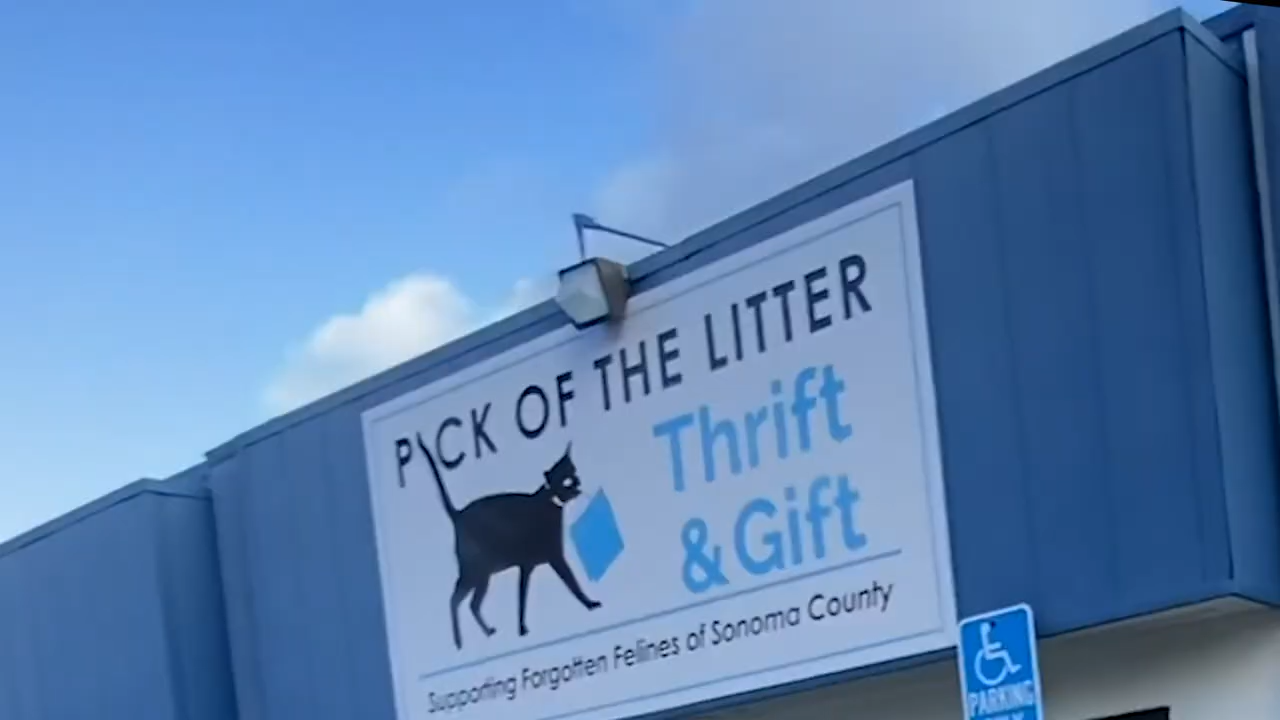 PICK OF THE LITTER
Thrift
& Gift
Supporting Forgotten Felines of Sonoma County
PARKING